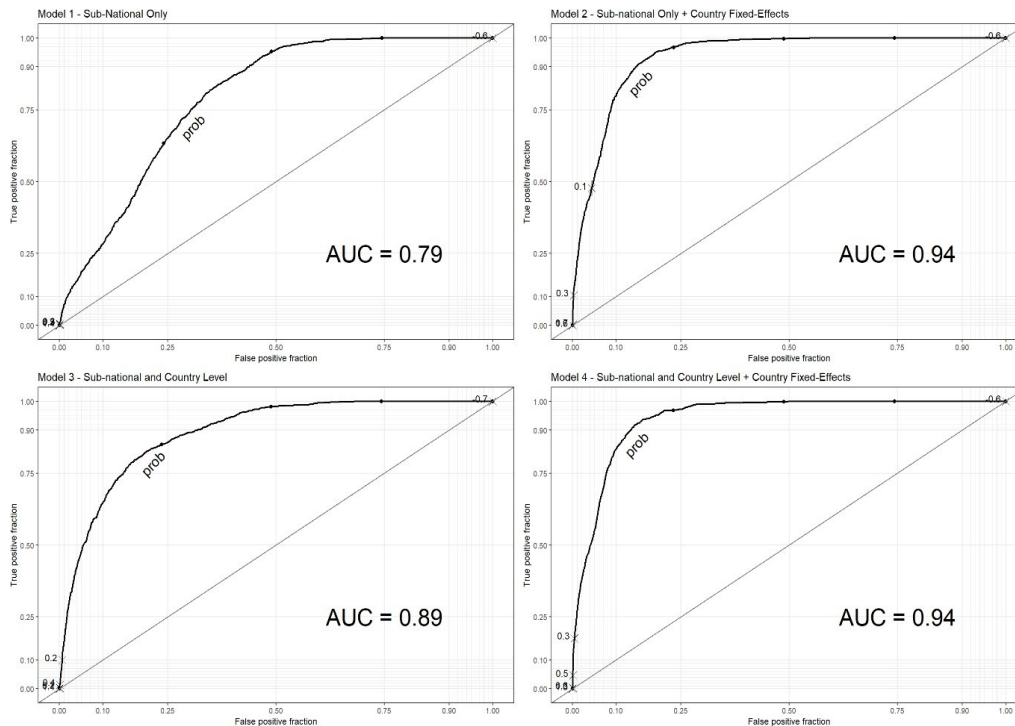 Model 1 - Sub-National Only
1.00
0.90
0.75
0.50
0.25
0.10
0.00
True positive fraction
-0.6
prob
AUC = 0.79
0.00 0.10 0.25 0.50 0.75 0.90 1.00
False positive fraction
Model 2 - Sub-national Only + Country Fixed-Effects
1.00
0.90
0.75
0.50
0.25
0.10
0.00
True positive fraction
-0.6
prob
0.1
0.3
AUC = 0.94
0.00 0.10 0.25 0.50 0.75 0.90 1.00
False positive fraction
Model 3 - Sub-national and Country Level
1.00
0.90
0.75
0.50
0.25
0.10
0.00
True positive fraction
-0.7
prob
0.2
AUC = 0.89
0.00 0.10 0.25 0.50 0.75 0.90 1.00
False positive fraction
Model 4 - Sub-national and Country Level + Country Fixed-Effects
1.00
0.90
0.75
0.50
0.25
0.10
0.00
True positive fraction
-0.6
prob
0.3
0.5
AUC = 0.94
0.00 0.10 0.25 0.50 0.75 0.90 1.00
False positive fraction